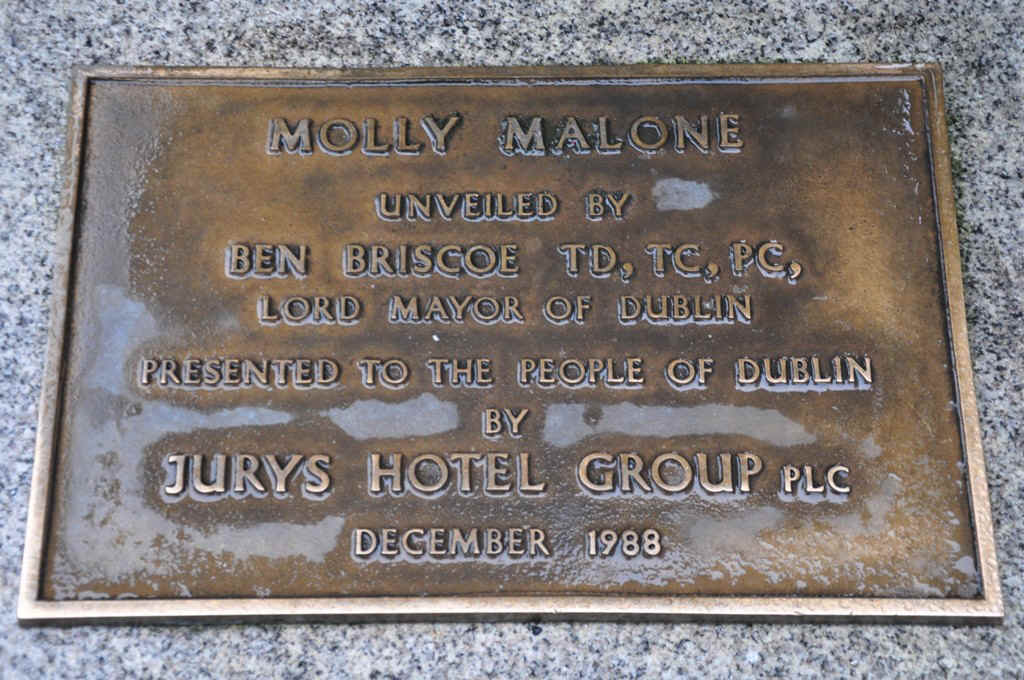 MOLLY MALONE
UNVEILED BY
BEN BRISCOE TD, TC, PC,
LORD MAYOR OF DUBLIN
PRESENTED TO THE PEOPLE OF DUBLIN
BY
JURYS HOTEL GROUP PLC
DECEMBER 1988